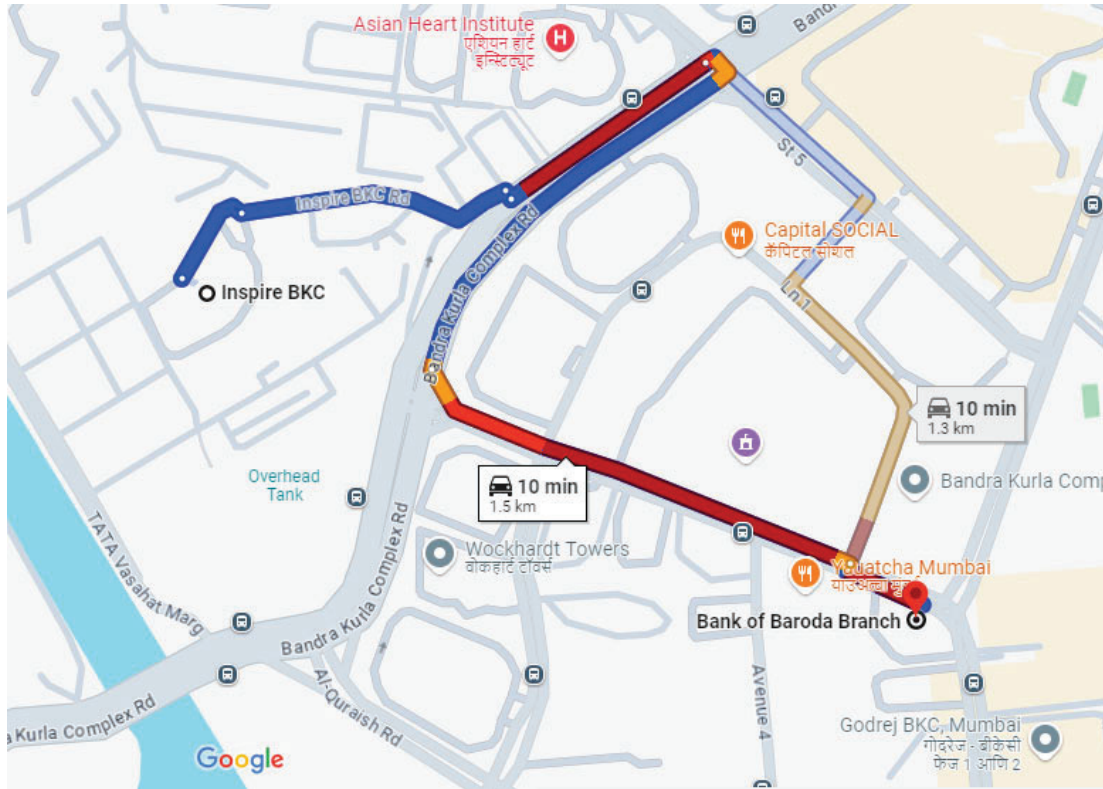 Asian Heart Institute
एशियन हार्ट
इन्स्टिट्यूट
H
Band
St 5
Inspire BKC Rd
Capital SOCIAL
कॅपिटल सोशल
Inspire BKC
Ln 1
Bandra Kurla Complex Rd
10 min
1.3 km
Overhead
Tank
10 min
1.5 km
Bandra Kurla Comp
TATA Vasahat Marg
Wockhardt Towers
वोकहार्ट टॉवर्स
Yauatcha Mumbai
Bank of Baroda Branch
Bandra Kurla Complex Rd
Al-Quraish Rd
Avenue 4
a Kurla Complex Rd
Godrej BKC, Mumbai
गोदरेज - बीकेसी
फेज 1 आणि 2
Google